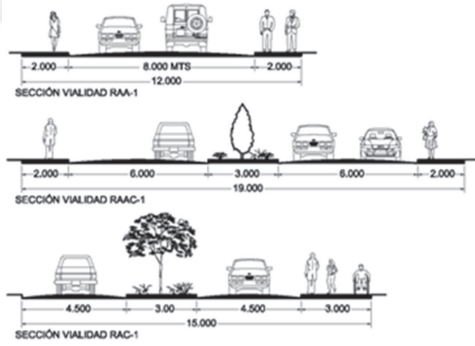 2.000 8.000 MTS 2.000
12.000
SECCIÓN VIALIDAD RAA-1
2.000 6.000 3.000 6.000 2.000
19.000
SECCIÓN VIALIDAD RAAC-1
4.500 3.00 4.500 3.000
15.000
SECCIÓN VIALIDAD RAC-1